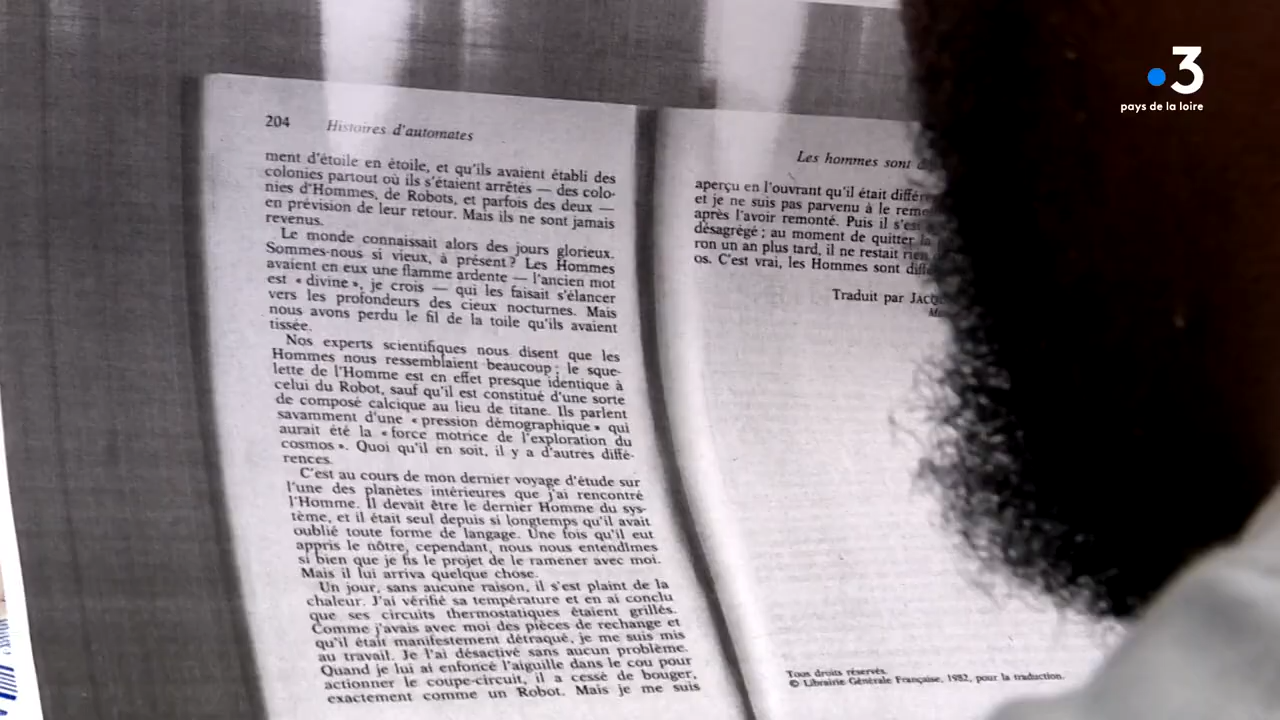 3
pays de la loire
204 Histoires d'automates
ment d'étoile en étoile, et qu'ils avaient établi des
colonies partout où ils s'étaient arrêtés — des colo-
nies d'Hommes, de Robots, et parfois des deux —
en prévision de leur retour. Mais ils ne sont jamais
revenus.
Le monde connaissait alors des jours glorieux.
Sommes-nous si vieux, à présent ? Les Hommes
avaient en eux une flamme ardente — l'ancien mot
est « divine », je crois — qui les faisait s'élancer
vers les profondeurs des cieux nocturnes. Mais
nous avons perdu le fil de la toile qu'ils avaient
tissée.
Nos experts scientifiques nous disent que les
Hommes nous ressemblaient beaucoup ; le sque-
lette de l'Homme est en effet presque identique à
celui du Robot, sauf qu'il est constitué d'une sorte
de composé calcique au lieu de titane. Ils parlent
savamment d'une « pression démographique » qui
aurait été la « force motrice de l'exploration du
cosmos ». Quoi qu'il en soit, il y a d'autres diffé-
rences.
C'est au cours de mon dernier voyage d'étude sur
l'une des planètes intérieures que j'ai rencontré
l'Homme. Il devait être le dernier Homme du sys-
tème, et il était seul depuis si longtemps qu'il avait
oublié toute forme de langage. Une fois qu'il eut
appris le nôtre, cependant, nous nous entendîmes
si bien que je fis le projet de le ramener avec moi.
Mais il lui arriva quelque chose.
Un jour, sans aucune raison, il s'est plaint de la
chaleur. J'ai vérifié sa température et en ai conclu
que ses circuits thermostatiques étaient grillés.
Comme j'avais avec moi des pièces de rechange et
qu'il était manifestement détraqué, je me suis mis
au travail. Je l'ai désactivé sans aucun problème.
Quand je lui ai enfoncé l'aiguille dans le cou pour
actionner le coupe-circuit, il a cessé de bouger,
exactement comme un Robot. Mais je me suis
Les hommes sont
aperçu en l'ouvrant qu'il était
et je ne suis pas parvenu à le
après l'avoir remonté. Puis il s'est
désagrégé ; au moment de quitter la
ron un an plus tard, il ne restait rien
os. C'est vrai, les Hommes sont
Traduit par
Tous droits réservés.
© Librairie Générale Française, 1982, pour la traduction.